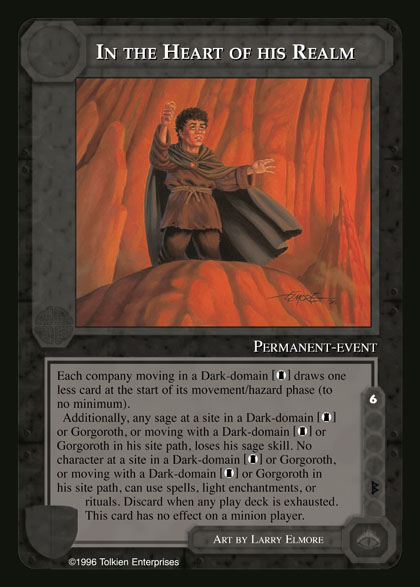 In the Heart of his Realm
Permanent-event
Each company moving in a Dark-domain [] draws one
less card at the start of its movement/hazard phase (to
no minimum).
Additionally, any sage at a site in a Dark-domain []
or Gorgoroth, or moving with a Dark-domain [] or
Gorgoroth in his site path, loses his sage skill. No
character at a site in a Dark-domain [] or Gorgoroth,
or moving with a Dark-domain [] or Gorgoroth in
his site path, can use spells, light enchantments, or
rituals. Discard when any play deck is exhausted.
This card has no effect on a minion player.
6
Art by Larry Elmore
©1996 Tolkien Enterprises